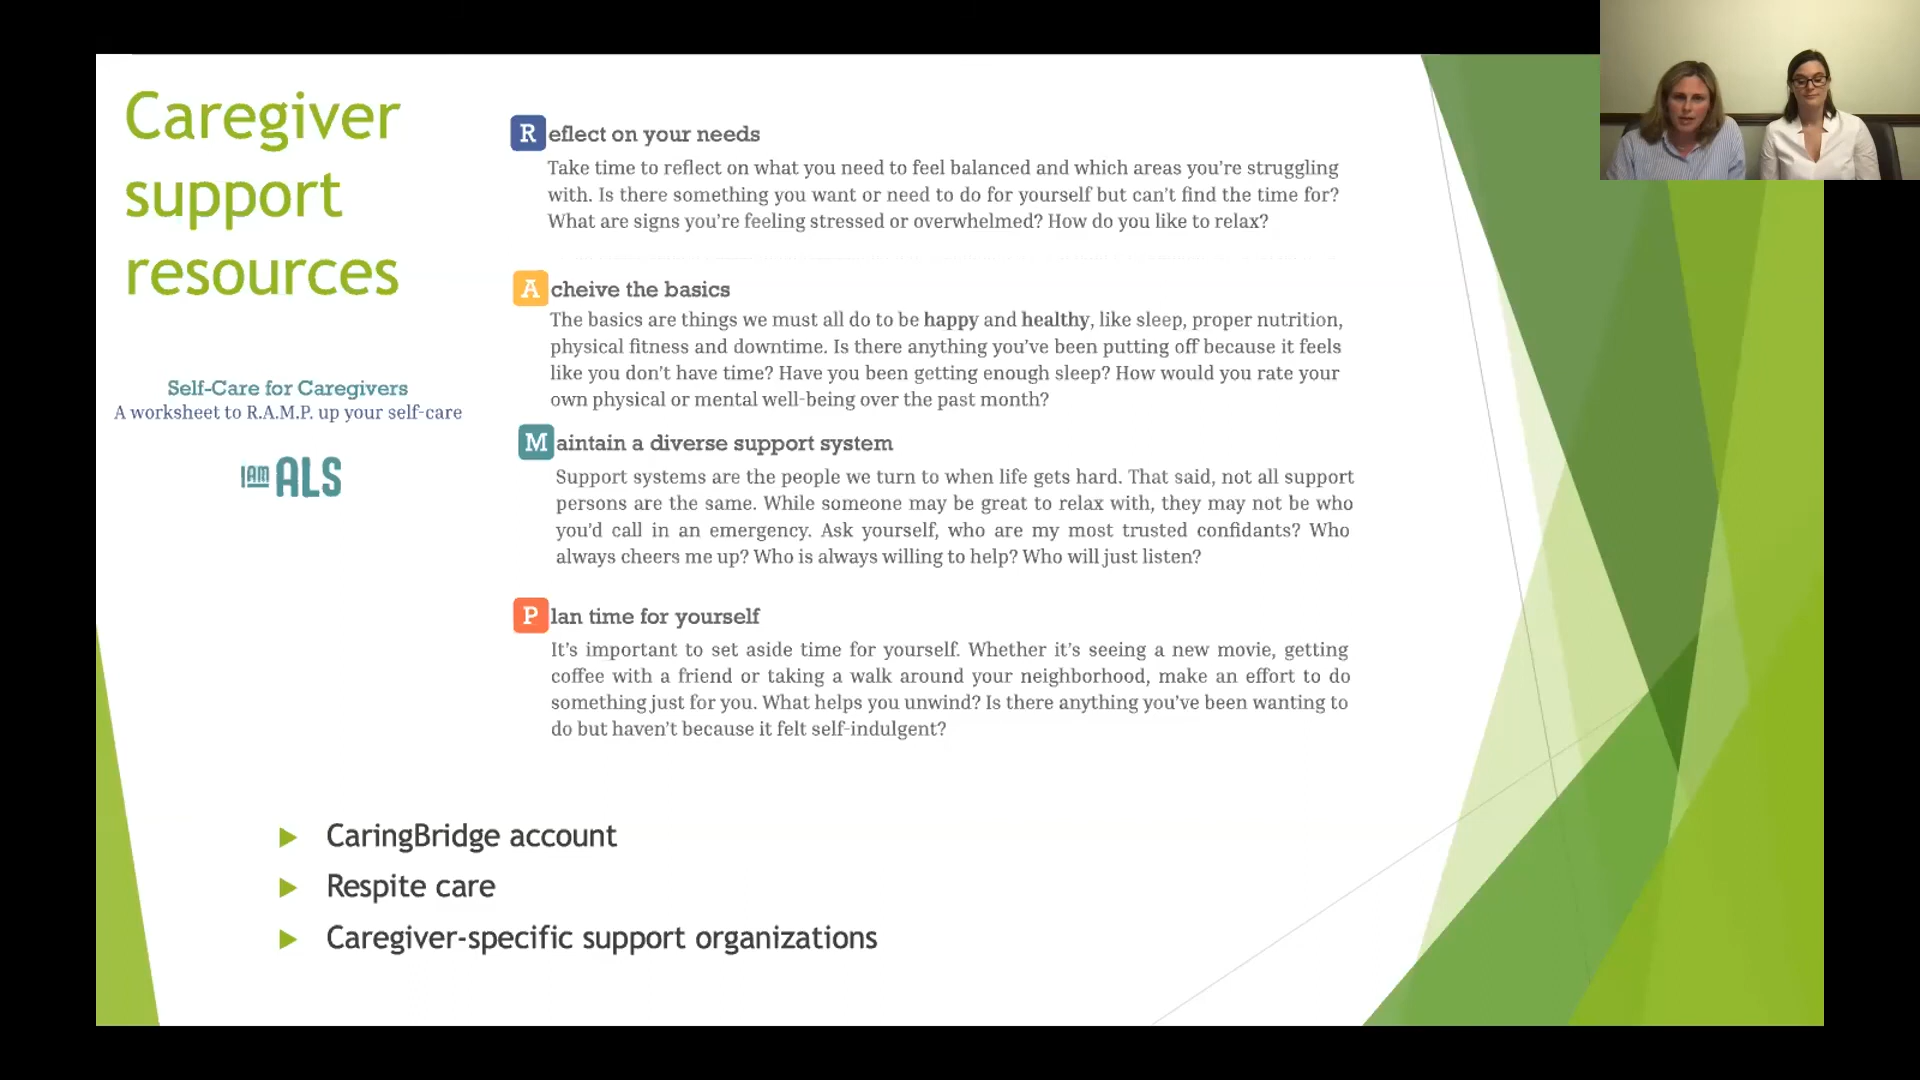 Caregiver
support
resources
Self-Care for Caregivers
A worksheet to R.A.M.P. up your self-care
I AM ALS
Reflect on your needs
Take time to reflect on what you need to feel balanced and which areas you're struggling
with. Is there something you want or need to do for yourself but can't find the time for?
What are signs you're feeling stressed or overwhelmed? How do you like to relax?
Acheive the basics
The basics are things we must all do to be happy and healthy, like sleep, proper nutrition,
physical fitness and downtime. Is there anything you've been putting off because it feels
like you don't have time? Have you been getting enough sleep? How would you rate your
own physical or mental well-being over the past month?
Maintain a diverse support system
Support systems are the people we turn to when life gets hard. That said, not all support
persons are the same. While someone may be great to relax with, they may not be who
you'd call in an emergency. Ask yourself, who are my most trusted confidants? Who
always cheers me up? Who is always willing to help? Who will just listen?
Plan time for yourself
It's important to set aside time for yourself. Whether it's seeing a new movie, getting
coffee with a friend or taking a walk around your neighborhood, make an effort to do
something just for you. What helps you unwind? Is there anything you've been wanting to
do but haven't because it felt self-indulgent?
CaringBridge account
Respite care
Caregiver-specific support organizations